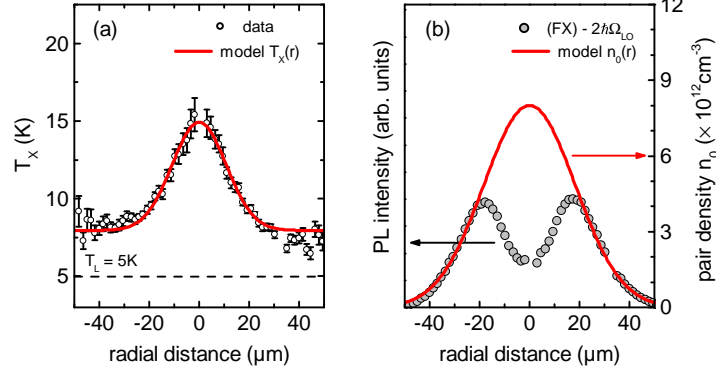 (a)
data
model T_X(r)
T_X (K)
25
20
15
10
5
T_L = 5K
-40 -20 0 20 40
radial distance (µm)
(b)
(FX) - 2ħΩ_LO
model n_0(r)
PL intensity (arb. units)
12
9
6
3
0
pair density n_0 (× 10^12 cm^-3)
-40 -20 0 20 40
radial distance (µm)